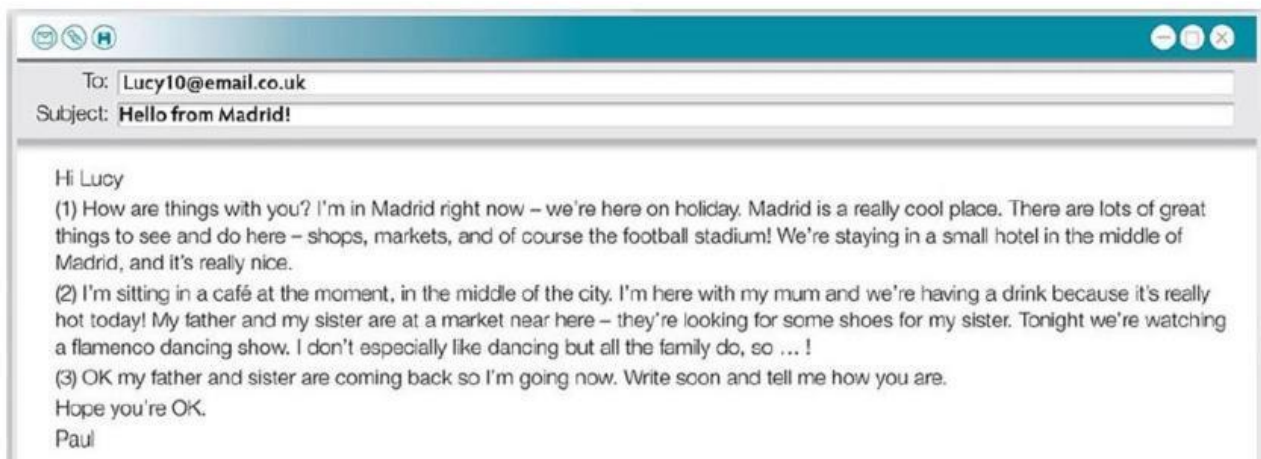 To: Lucy10@email.co.uk
Subject: Hello from Madrid!
Hi Lucy
(1) How are things with you? I'm in Madrid right now – we're here on holiday. Madrid is a really cool place. There are lots of great
things to see and do here – shops, markets, and of course the football stadium! We're staying in a small hotel in the middle of
Madrid, and it's really nice.
(2) I'm sitting in a café at the moment, in the middle of the city. I'm here with my mum and we're having a drink because it's really
hot today! My father and my sister are at a market near here – they're looking for some shoes for my sister. Tonight we're watching
a flamenco dancing show. I don't especially like dancing but all the family do, so … !
(3) OK my father and sister are coming back so I'm going now. Write soon and tell me how you are.
Hope you're OK.
Paul